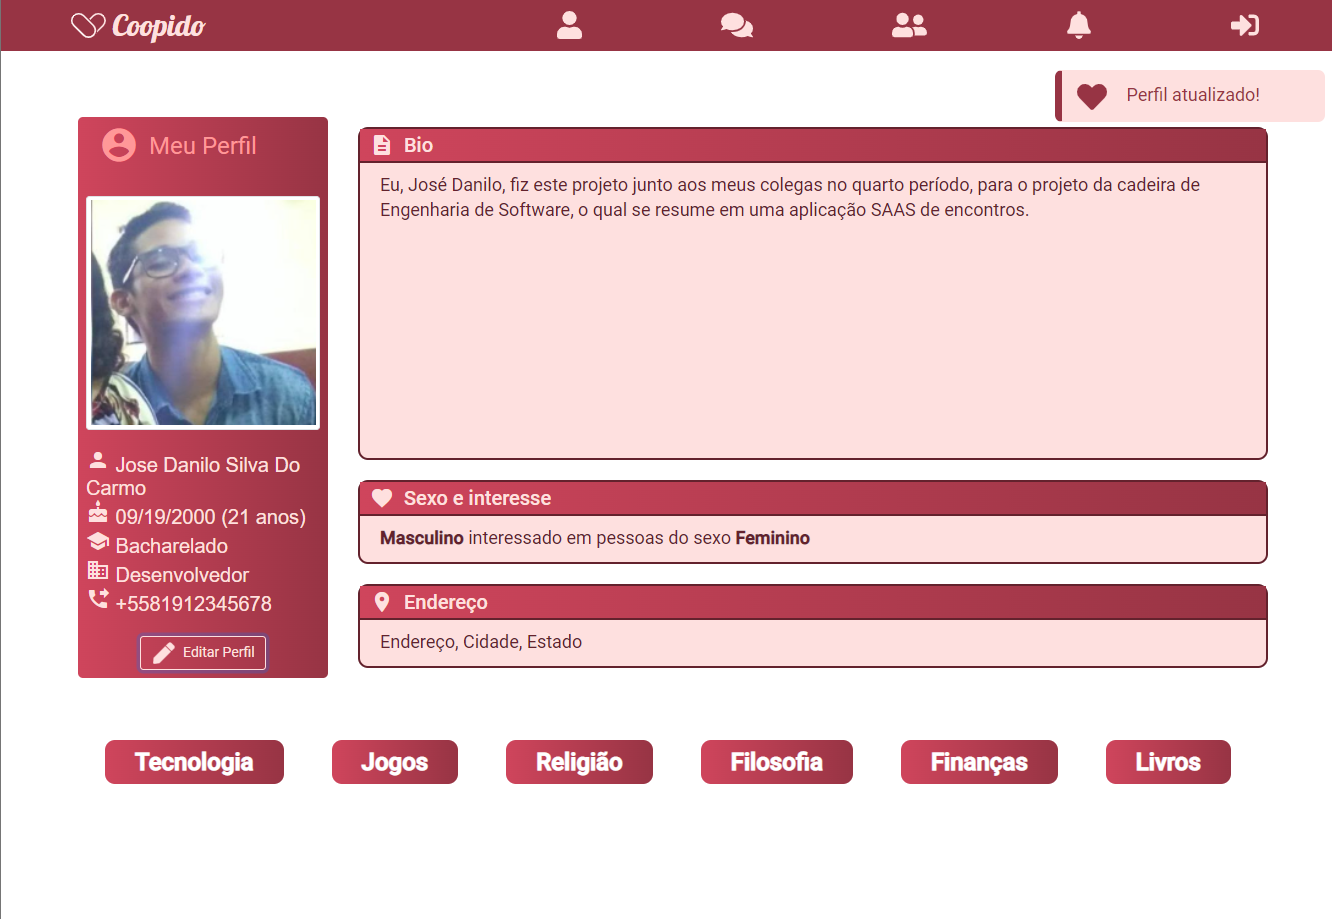 Coopido
Perfil atualizado!
Meu Perfil
Jose Danilo Silva Do
Carmo
09/19/2000 (21 anos)
Bacharelado
Desenvolvedor
+5581912345678
Editar Perfil
Bio
Eu, José Danilo, fiz este projeto junto aos meus colegas no quarto período, para o projeto da cadeira de
Engenharia de Software, o qual se resume em uma aplicação SAAS de encontros.
Sexo e interesse
Masculino interessado em pessoas do sexo Feminino
Endereço
Endereço, Cidade, Estado
Tecnologia
Jogos
Religião
Filosofia
Finanças
Livros